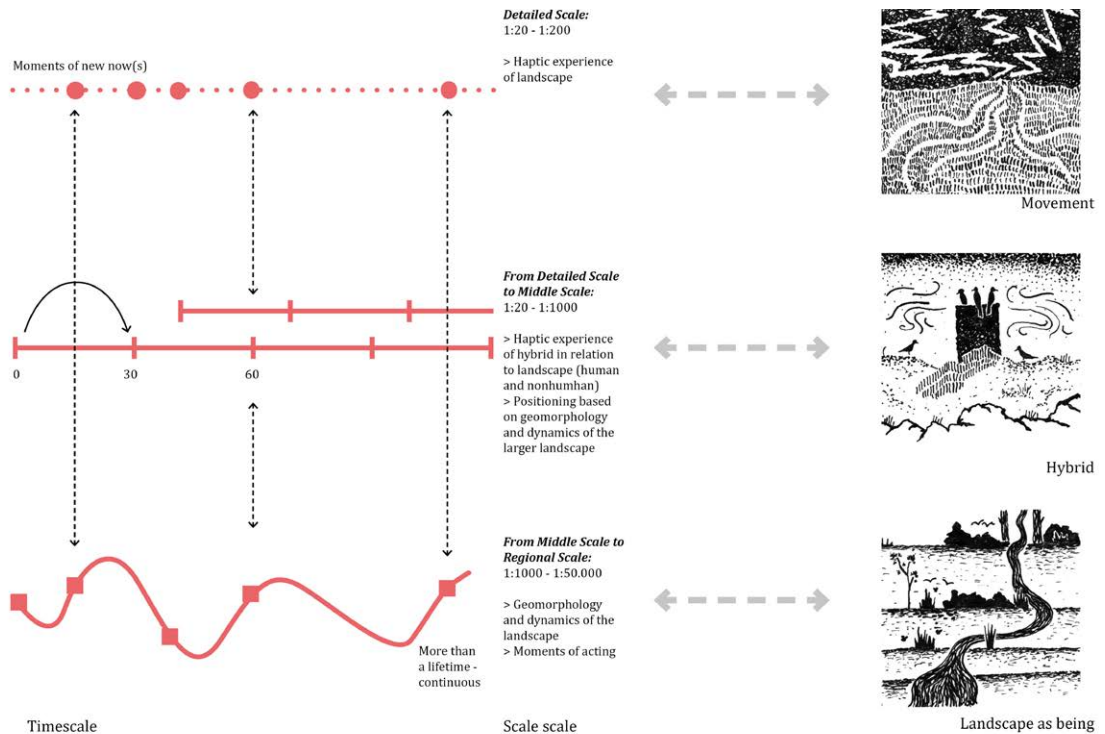 Detailed Scale:
1:20 - 1:200
> Haptic experience
of landscape
Moments of new now(s)
Movement
From Detailed Scale
to Middle Scale:
1:20 - 1:1000
> Haptic experience
of hybrid in relation
to landscape (human
and nonhumhan)
> Positioning based
on geomorphology
and dynamics of the
larger landscape
0
30
60
Hybrid
From Middle Scale to
Regional Scale:
1:1000 - 1:50.000
> Geomorphology
and dynamics of the
landscape
> Moments of acting
More than
a lifetime -
continuous
Timescale
Scale scale
Landscape as being